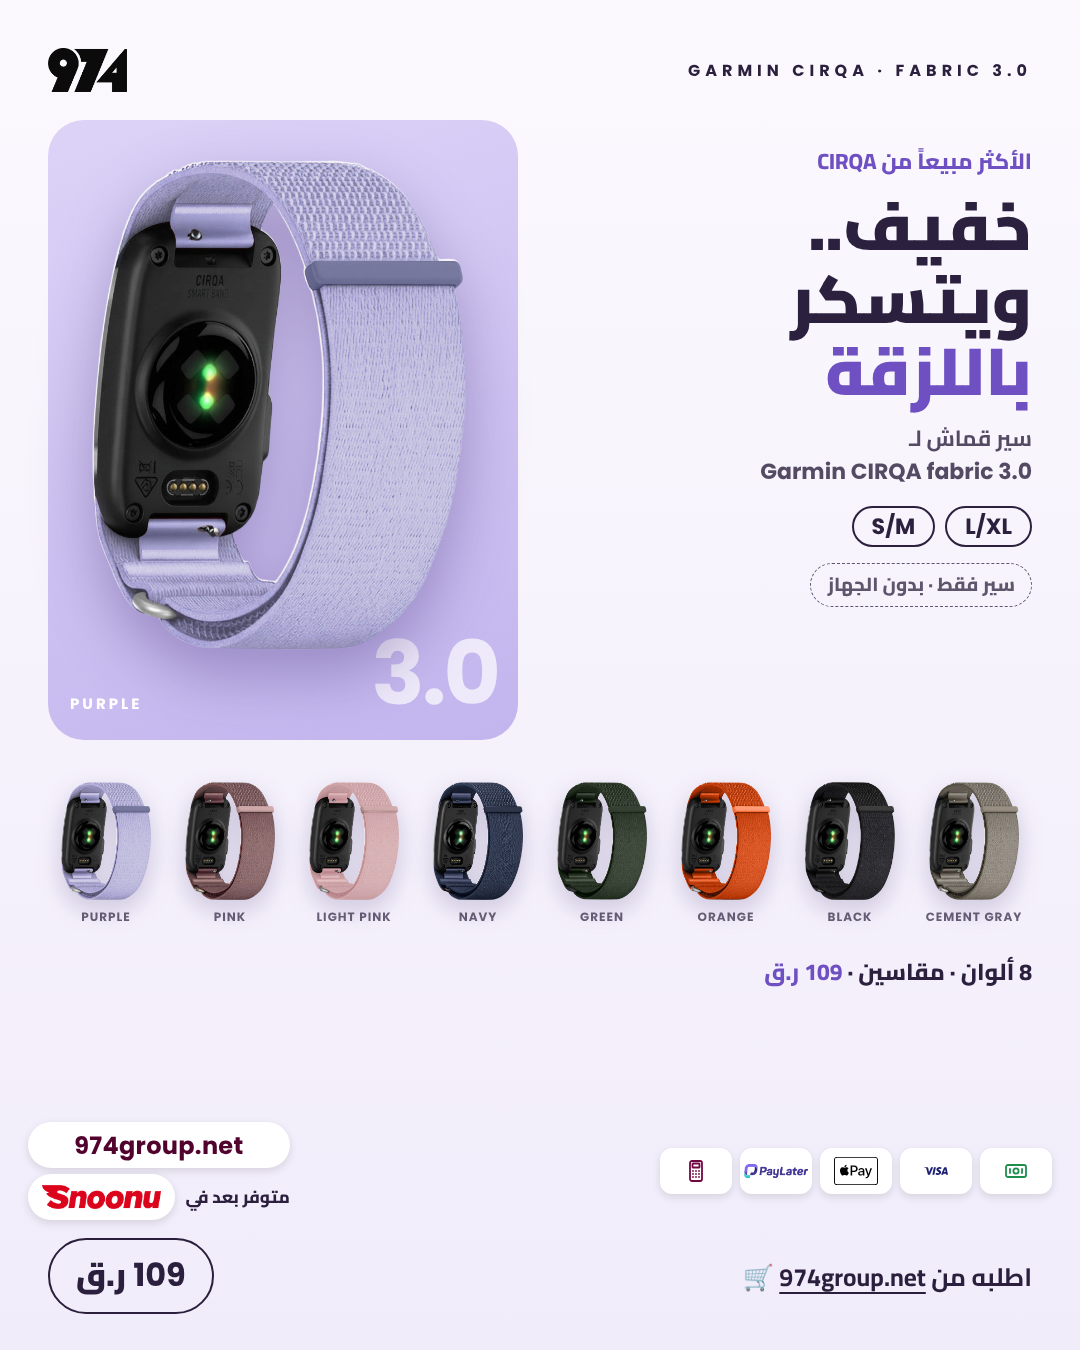 974
GARMIN CIRQA · FABRIC 3.0
الأكثر مبيعاً من CIRQA
خفيف..
ويتسكر
باللزقة
سير قماش لـ
Garmin CIRQA fabric 3.0
S/M
L/XL
سير فقط · بدون الجهاز
CIRQA
SMART BAND
3.0
PURPLE
PURPLE
PINK
LIGHT PINK
NAVY
GREEN
ORANGE
BLACK
CEMENT GRAY
8 ألوان · مقاسين · 109 ر.ق
974group.net
متوفر بعد في Snoonu
PayLater
Pay
VISA
109 ر.ق
اطلبه من 974group.net 🛒